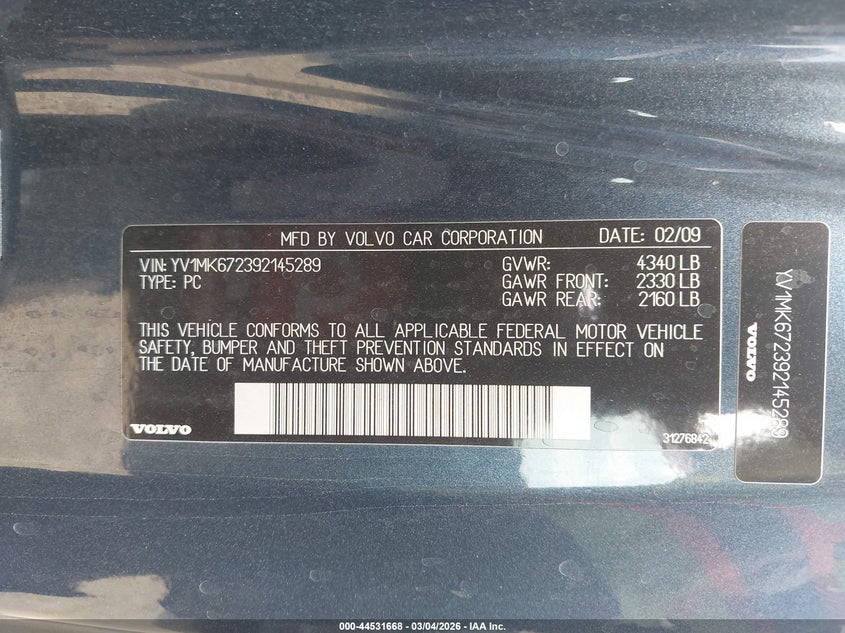 MFD BY VOLVO CAR CORPORATION DATE: 02/09
VIN: YV1MK672392145289 GVWR: 4340 LB
TYPE: PC GAWR FRONT: 2330 LB
GAWR REAR: 2160 LB
THIS VEHICLE CONFORMS TO ALL APPLICABLE FEDERAL MOTOR VEHICLE
SAFETY, BUMPER AND THEFT PREVENTION STANDARDS IN EFFECT ON
THE DATE OF MANUFACTURE SHOWN ABOVE.
VOLVO 31276842
YV1MK672392145289
VOLVO
000-44531668 - 03/04/2026 - IAA Inc.